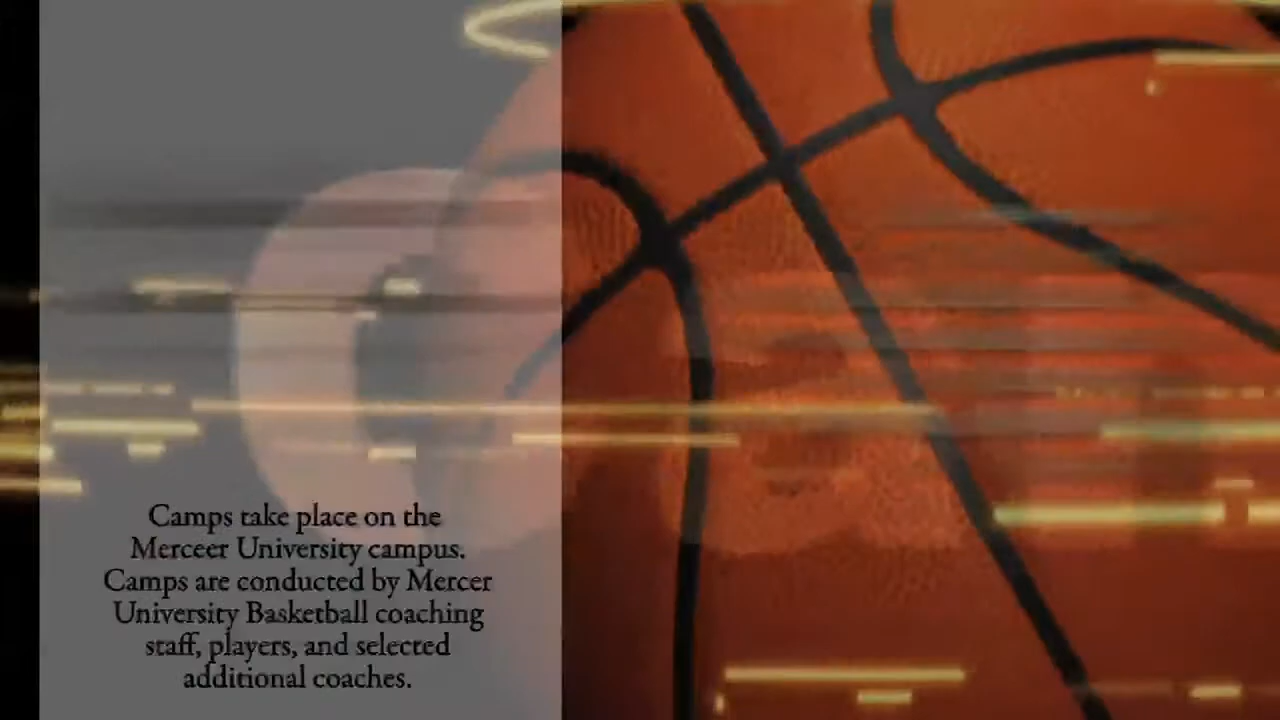 Camps take place on the
Merceer University campus.
Camps are conducted by Mercer
University Basketball coaching
staff, players, and selected
additional coaches.